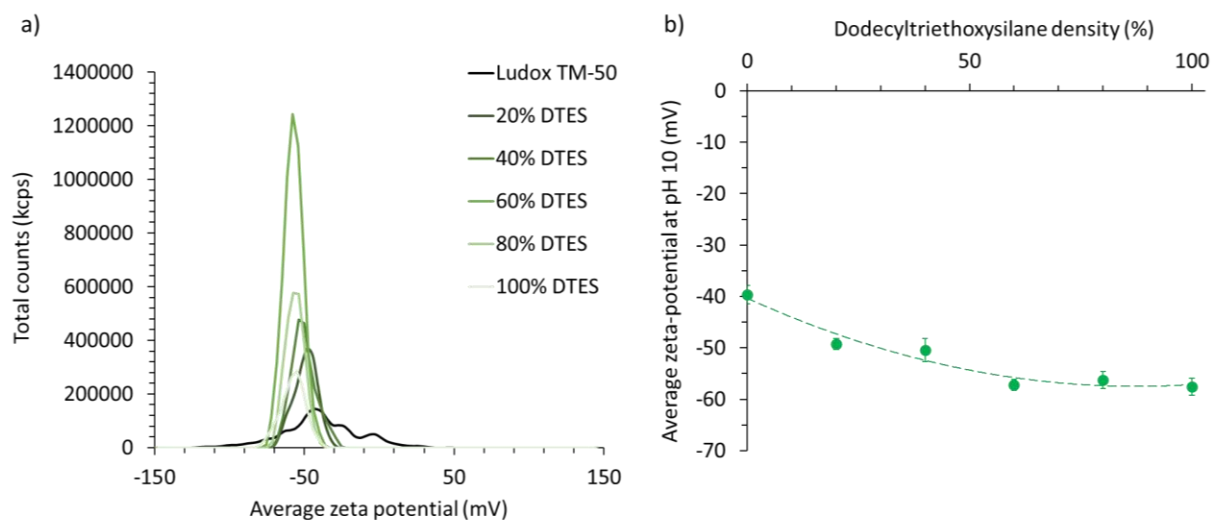 a)
1400000
1200000
1000000
800000
600000
400000
200000
0
-150
-50
50
150
Total counts (kcps)
Average zeta potential (mV)
Ludox TM-50
20% DTES
40% DTES
60% DTES
80% DTES
100% DTES
b)
Dodecyltriethoxysilane density (%)
0
50
100
0
-10
-20
-30
-40
-50
-60
-70
Average zeta-potential at pH 10 (mV)